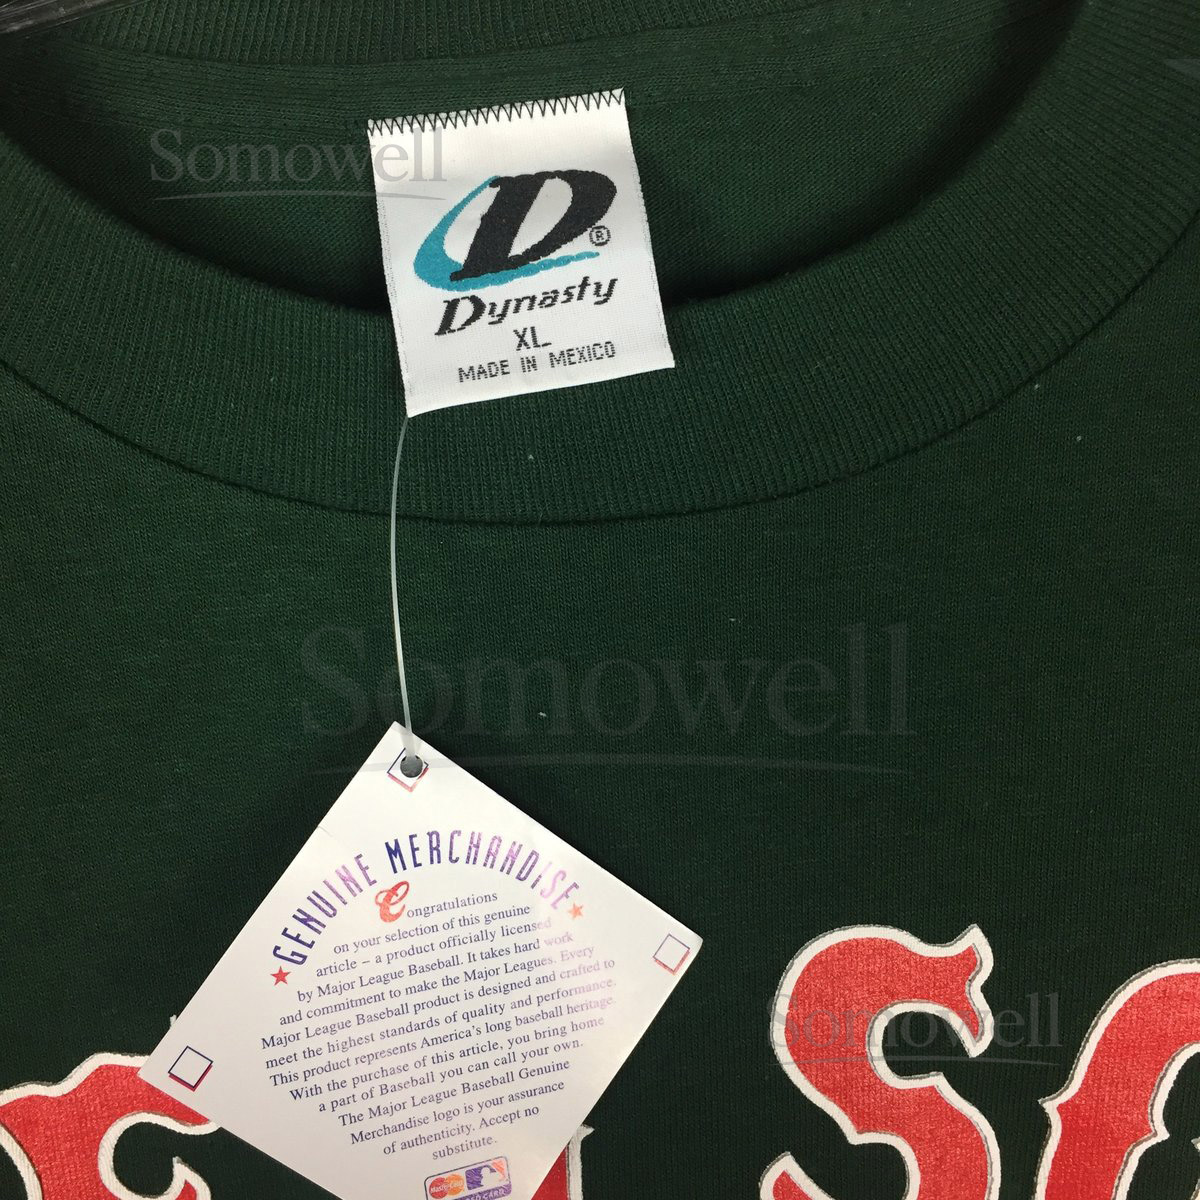 Somowell
D®
Dynasty
XL
MADE IN MEXICO
Somowell
GENUINE MERCHANDISE
Congratulations
on your selection of this genuine
article – a product officially licensed
by Major League Baseball. It takes hard work
and commitment to make the Major Leagues. Every
Major League Baseball product is designed and crafted to
meet the highest standards of quality and performance.
This product represents America's long baseball heritage.
With the purchase of this article, you bring home
a part of Baseball you can call your own.
The Major League Baseball Genuine
Merchandise logo is your assurance
of authenticity. Accept no
substitute.
MasterCard
S
Somowell